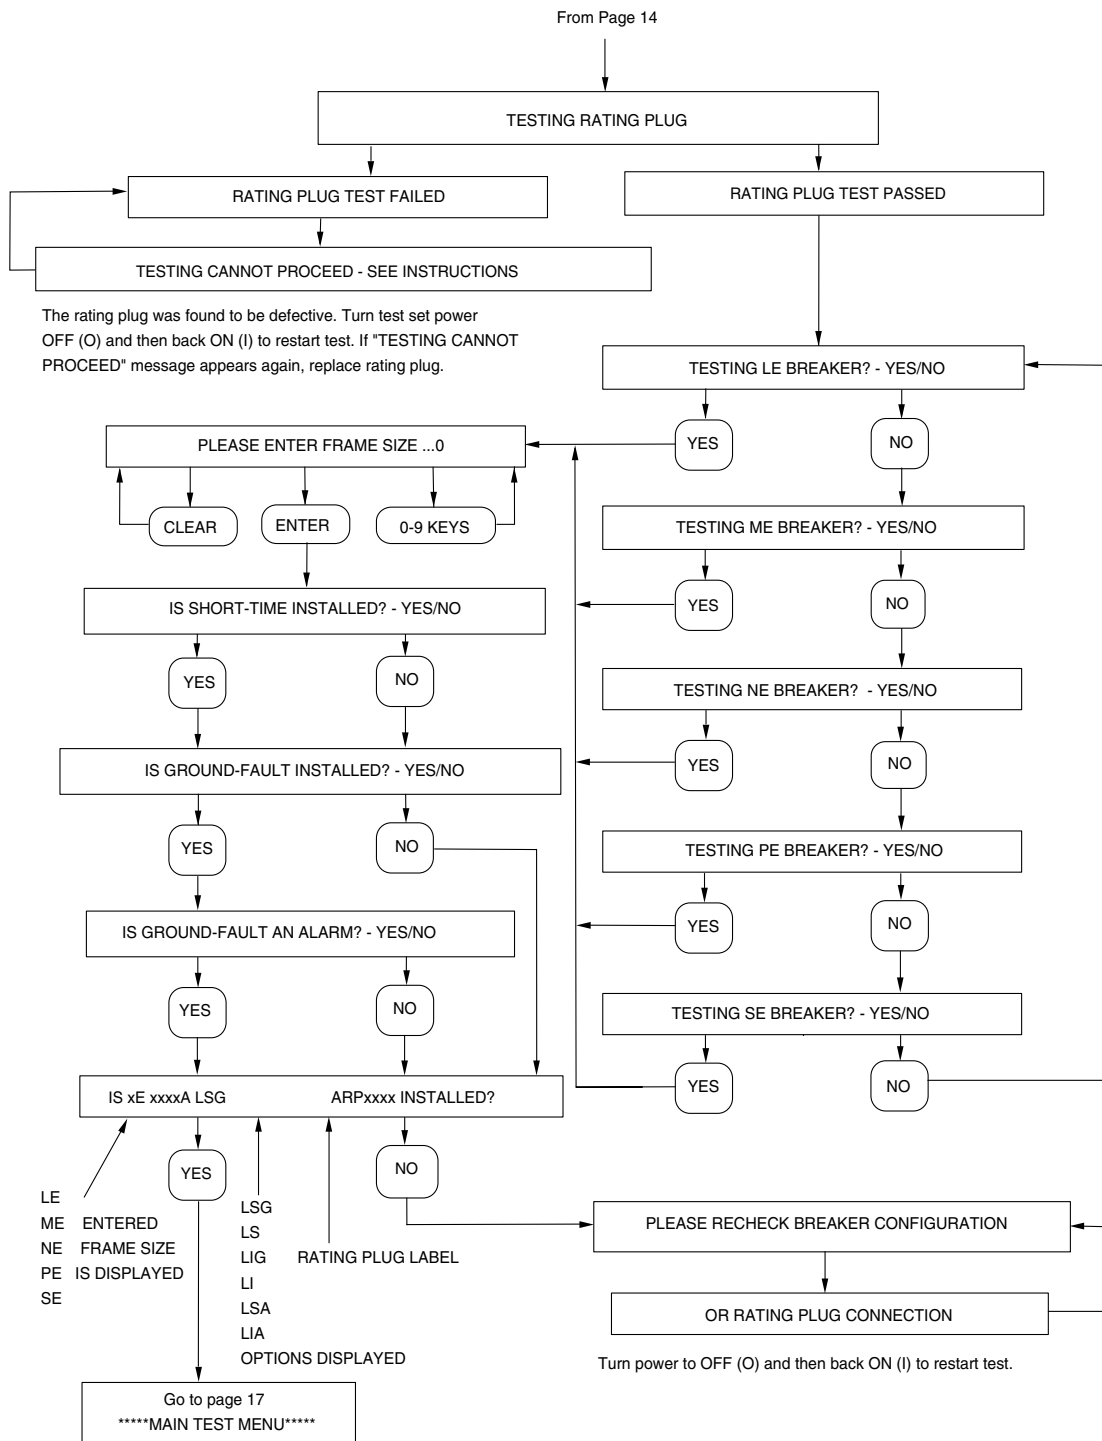 From Page 14
TESTING RATING PLUG
RATING PLUG TEST FAILED
RATING PLUG TEST PASSED
TESTING CANNOT PROCEED - SEE INSTRUCTIONS
The rating plug was found to be defective. Turn test set power
OFF (O) and then back ON (I) to restart test. If "TESTING CANNOT
PROCEED" message appears again, replace rating plug.
TESTING LE BREAKER? - YES/NO
YES
NO
PLEASE ENTER FRAME SIZE ...0
CLEAR
ENTER
0-9 KEYS
TESTING ME BREAKER? - YES/NO
YES
NO
IS SHORT-TIME INSTALLED? - YES/NO
YES
NO
TESTING NE BREAKER? - YES/NO
YES
NO
IS GROUND-FAULT INSTALLED? - YES/NO
YES
NO
TESTING PE BREAKER? - YES/NO
YES
NO
IS GROUND-FAULT AN ALARM? - YES/NO
YES
NO
TESTING SE BREAKER? - YES/NO
YES
NO
IS xE xxxxA LSG ARPxxxx INSTALLED?
YES
NO
LE
ME ENTERED
NE FRAME SIZE
PE IS DISPLAYED
SE
LSG
LS
LIG
LI
LSA
LIA
OPTIONS DISPLAYED
RATING PLUG LABEL
PLEASE RECHECK BREAKER CONFIGURATION
OR RATING PLUG CONNECTION
Turn power to OFF (O) and then back ON (I) to restart test.
Go to page 17
*****MAIN TEST MENU*****